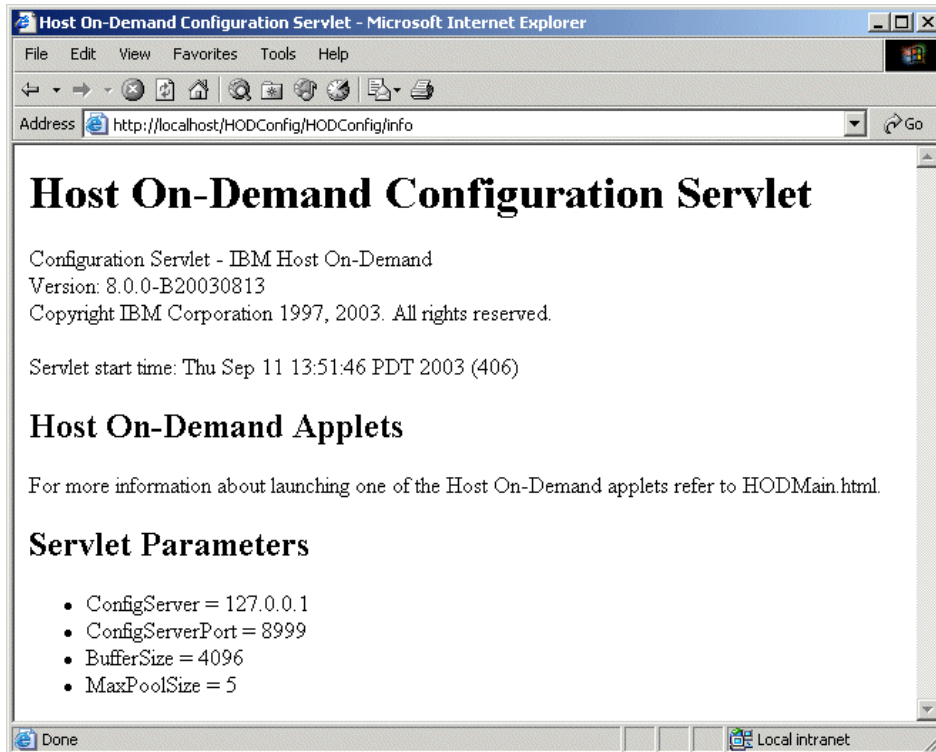 Host On-Demand Configuration Servlet - Microsoft Internet Explorer
File Edit View Favorites Tools Help
Address http://localhost/HODConfig/HODConfig/info Go
Host On-Demand Configuration Servlet
Configuration Servlet - IBM Host On-Demand
Version: 8.0.0-B20030813
Copyright IBM Corporation 1997, 2003. All rights reserved.
Servlet start time: Thu Sep 11 13:51:46 PDT 2003 (406)
Host On-Demand Applets
For more information about launching one of the Host On-Demand applets refer to HODMain.html.
Servlet Parameters
• ConfigServer = 127.0.0.1
• ConfigServerPort = 8999
• BufferSize = 4096
• MaxPoolSize = 5
Done Local intranet